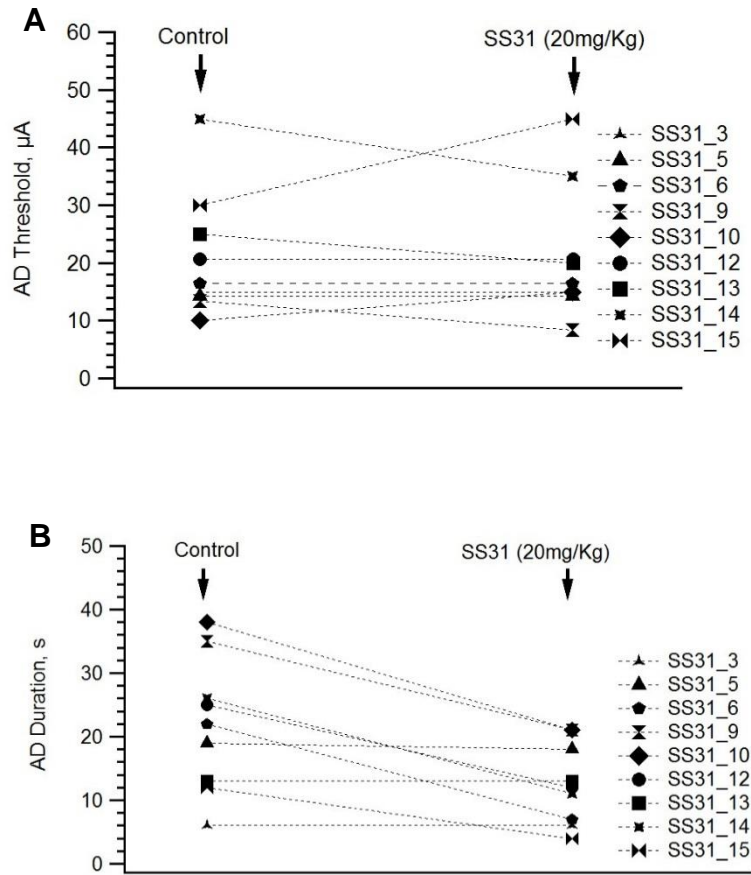 A
60
Control
SS31 (20mg/Kg)
50
40
30
20
10
0
AD Threshold, µA
SS31_3
SS31_5
SS31_6
SS31_9
SS31_10
SS31_12
SS31_13
SS31_14
SS31_15
B
50
Control
SS31 (20mg/Kg)
40
30
20
10
0
AD Duration, s
SS31_3
SS31_5
SS31_6
SS31_9
SS31_10
SS31_12
SS31_13
SS31_14
SS31_15